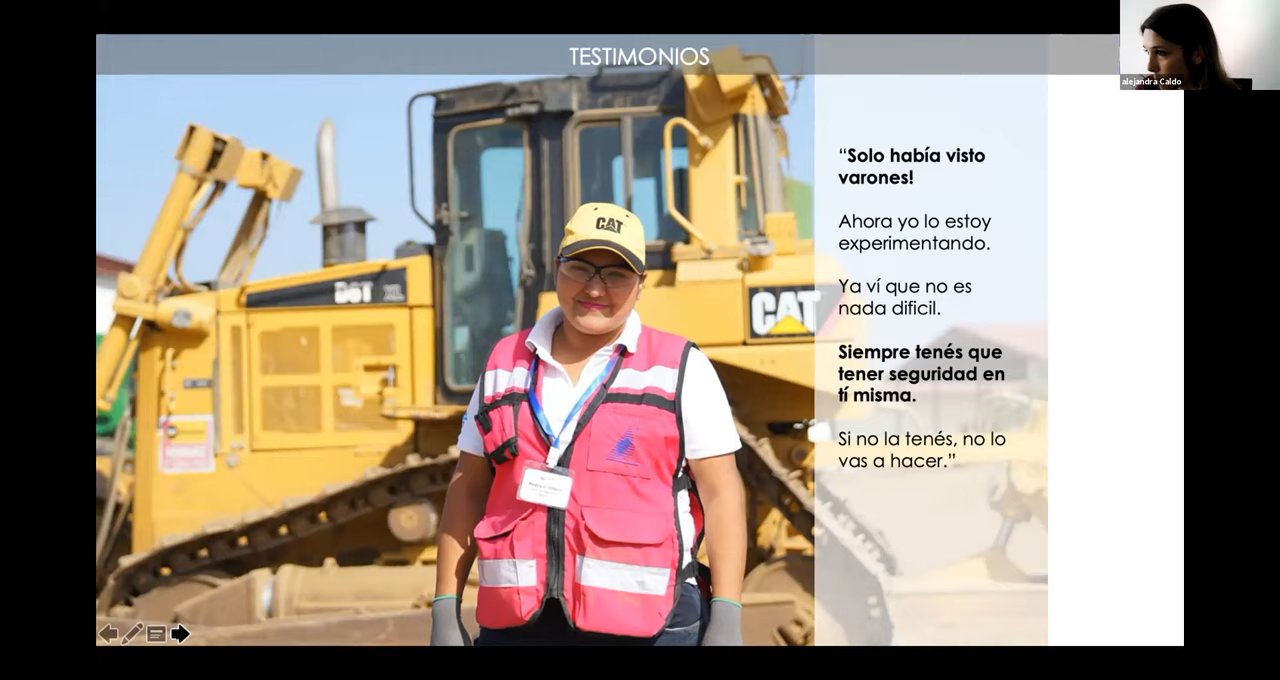 TESTIMONIOS
alejandra Caldo
“Solo había visto
varones!
Ahora yo lo estoy
experimentando.
Ya ví que no es
nada dificil.
Siempre tenés que
tener seguridad en
tí misma.
Si no la tenés, no lo
vas a hacer.”
CAT
D6T XL
CAT